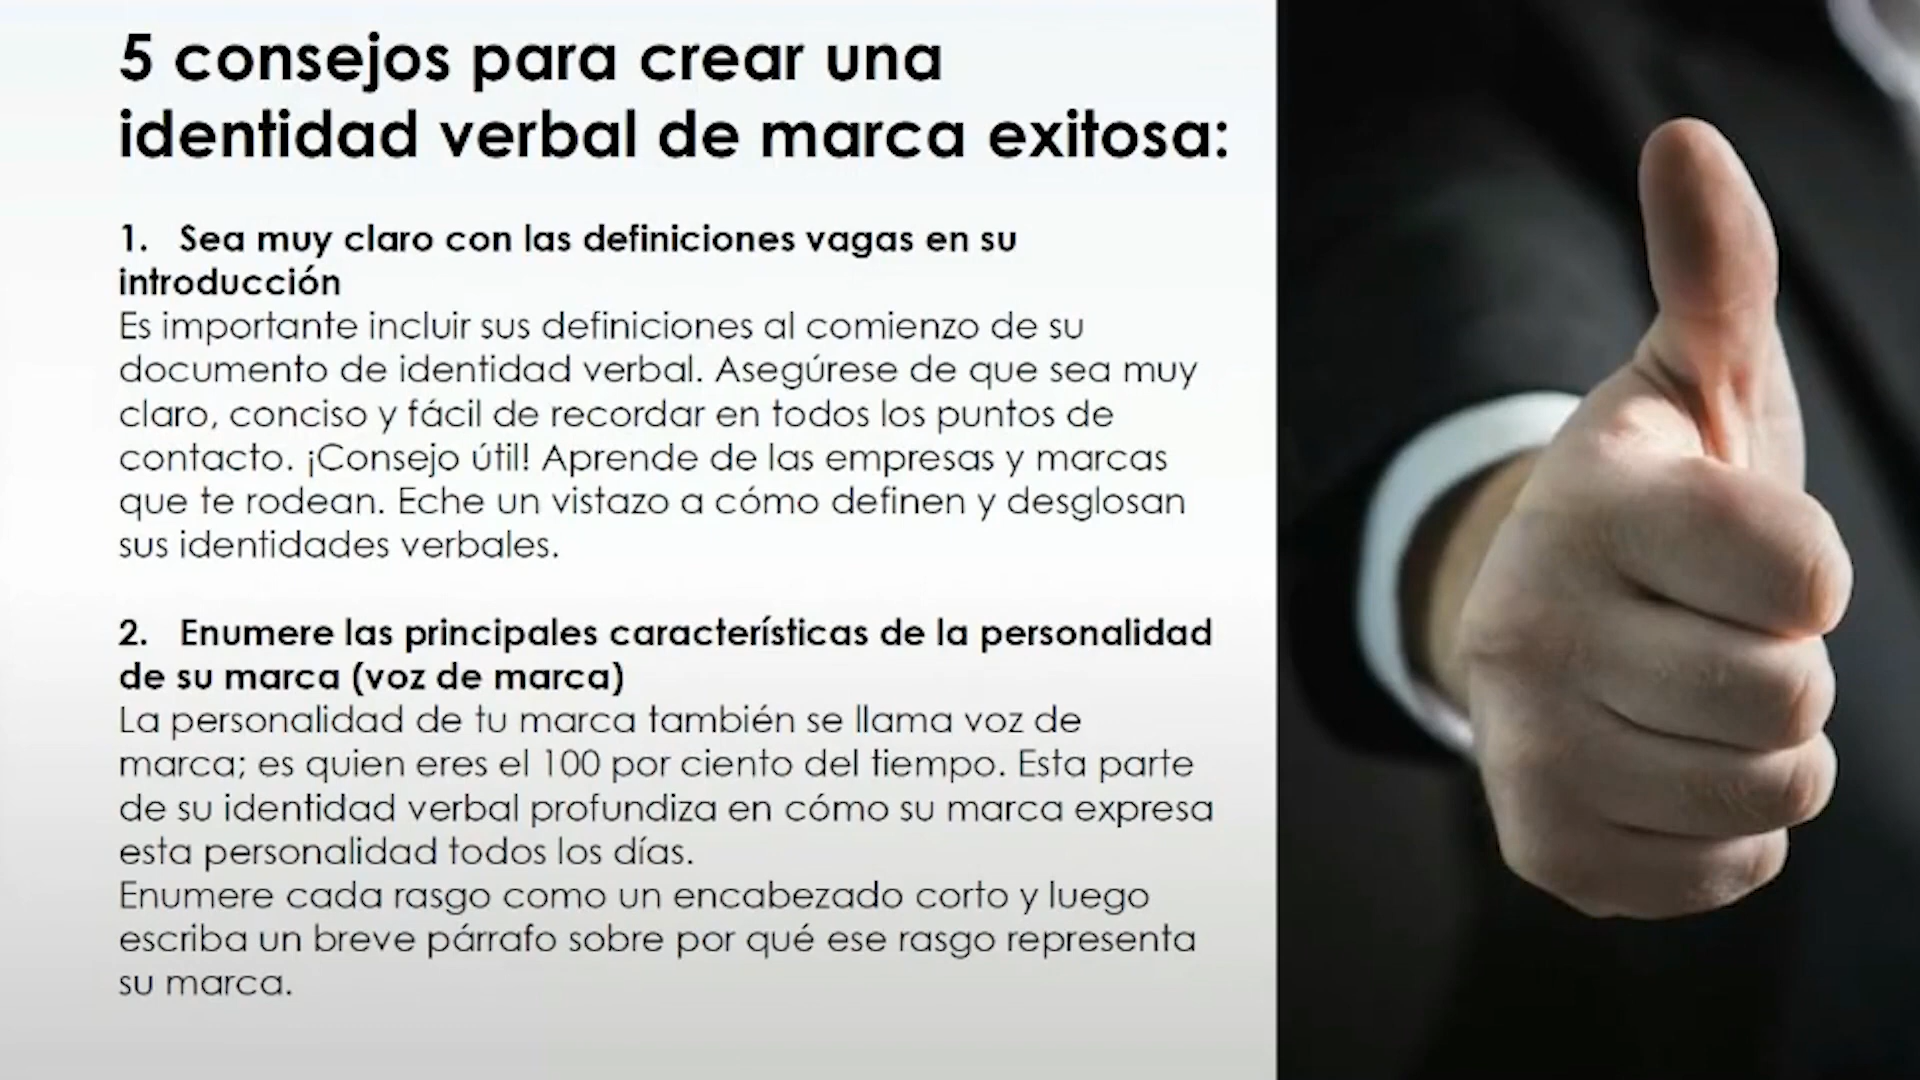 5 consejos para crear una
identidad verbal de marca exitosa:
1. Sea muy claro con las definiciones vagas en su
introducción
Es importante incluir sus definiciones al comienzo de su
documento de identidad verbal. Asegúrese de que sea muy
claro, conciso y fácil de recordar en todos los puntos de
contacto. ¡Consejo útil! Aprende de las empresas y marcas
que te rodean. Eche un vistazo a cómo definen y desglosan
sus identidades verbales.
2. Enumere las principales características de la personalidad
de su marca (voz de marca)
La personalidad de tu marca también se llama voz de
marca; es quien eres el 100 por ciento del tiempo. Esta parte
de su identidad verbal profundiza en cómo su marca expresa
esta personalidad todos los días.
Enumere cada rasgo como un encabezado corto y luego
escriba un breve párrafo sobre por qué ese rasgo representa
su marca.